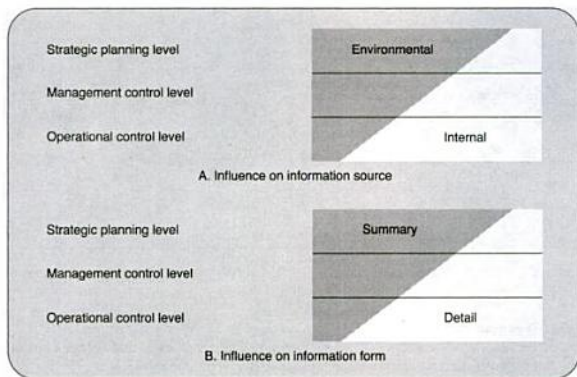 Strategic planning level Environmental
Management control level
Operational control level Internal
A. Influence on information source
Strategic planning level Summary
Management control level
Operational control level Detail
B. Influence on information form